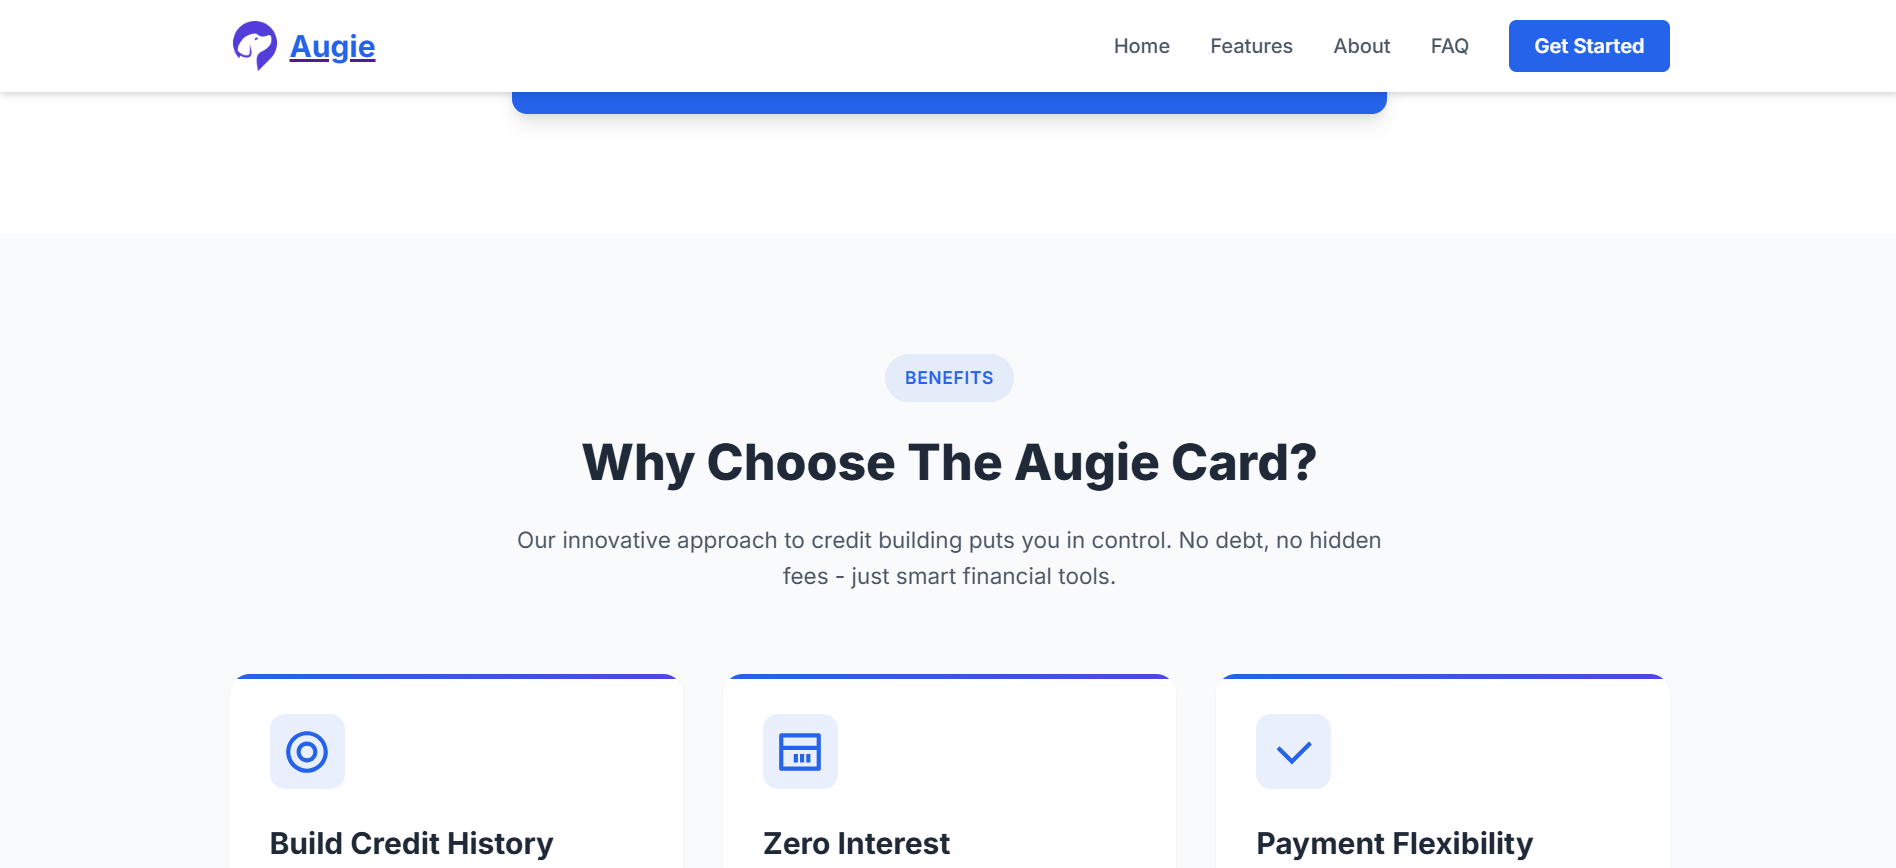 Augie
Home
Features
About
FAQ
Get Started
BENEFITS
Why Choose The Augie Card?
Our innovative approach to credit building puts you in control. No debt, no hidden
fees - just smart financial tools.
Build Credit History
Zero Interest
Payment Flexibility